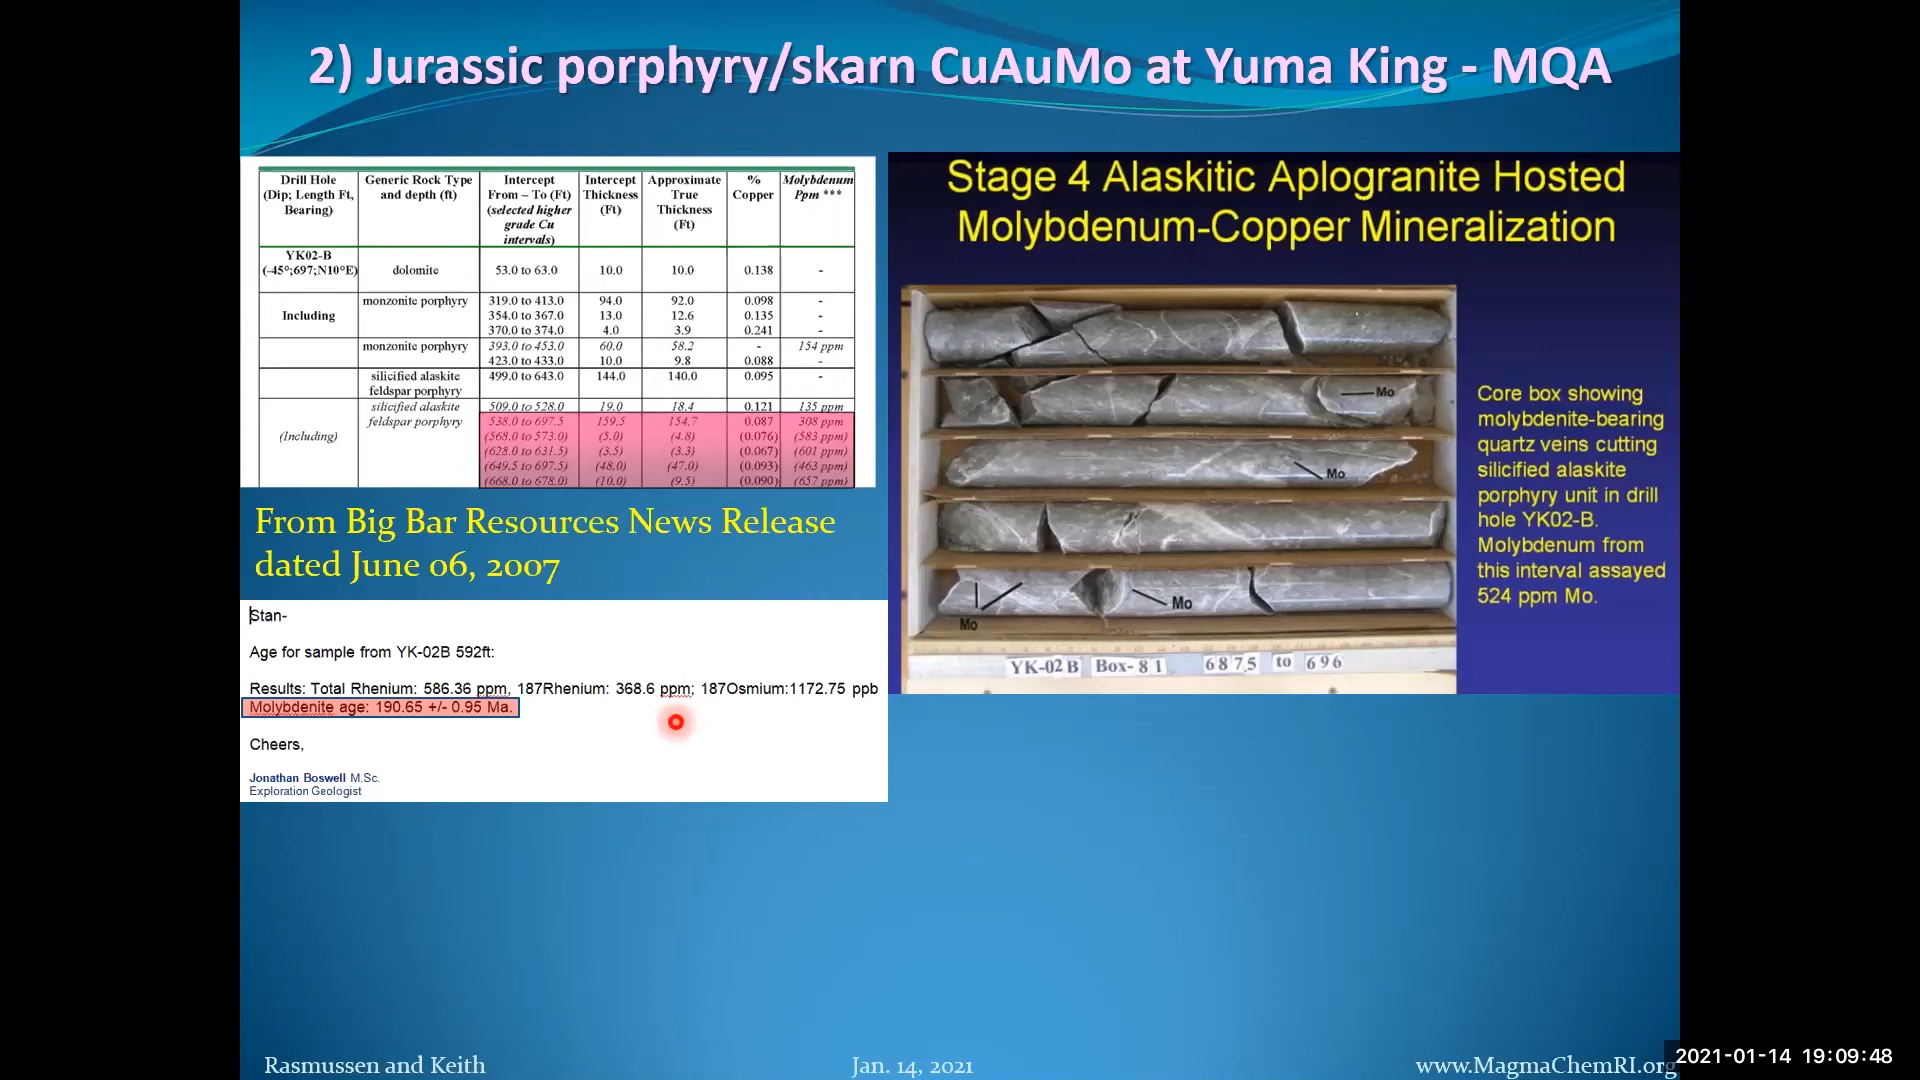 2) Jurassic porphyry/skarn CuAuMo at Yuma King - MQA
Drill Hole (Dip; Length Ft, Bearing) Generic Rock Type and depth (ft) Intercept From – To (Ft) (selected higher grade Cu intervals) Intercept Thickness (Ft) Approximate True Thickness (Ft) % Copper Molybdenum Ppm ***
YK02-B
(-45°;697;N10°E) dolomite 53.0 to 63.0 10.0 10.0 0.138 -
monzonite porphyry 319.0 to 413.0 94.0 92.0 0.098 -
Including 354.0 to 367.0 13.0 12.6 0.135 -
370.0 to 374.0 4.0 3.9 0.241 -
monzonite porphyry 393.0 to 453.0 60.0 58.2 - 154 ppm
423.0 to 433.0 10.0 9.8 0.088 -
silicified alaskite 499.0 to 643.0 144.0 140.0 0.095 -
feldspar porphyry
silicified alaskite 509.0 to 528.0 19.0 18.4 0.121 135 ppm
feldspar porphyry 538.0 to 697.5 159.5 154.7 0.087 308 ppm
(Including) (568.0 to 573.0) (5.0) (4.8) (0.076) (583 ppm)
(628.0 to 631.5) (3.5) (3.3) (0.067) (601 ppm)
(649.5 to 697.5) (48.0) (47.0) (0.093) (463 ppm)
(668.0 to 678.0) (10.0) (9.5) (0.090) (657 ppm)
From Big Bar Resources News Release
dated June 06, 2007
Stan-
Age for sample from YK-02B 592ft:
Results: Total Rhenium: 586.36 ppm, 187Rhenium: 368.6 ppm; 187Osmium:1172.75 ppb
Molybdenite age: 190.65 +/- 0.95 Ma.
Cheers,
Jonathan Boswell M.Sc.
Exploration Geologist
Stage 4 Alaskitic Aplogranite Hosted
Molybdenum-Copper Mineralization
Mo
Mo
Mo
Mo
YK-02B Box-81 687.5 to 696
Core box showing
molybdenite-bearing
quartz veins cutting
silicified alaskite
porphyry unit in drill
hole YK02-B.
Molybdenum from
this interval assayed
524 ppm Mo.
Rasmussen and Keith
Jan. 14, 2021
www.MagmaChemRI.org
2021-01-14 19:09:48